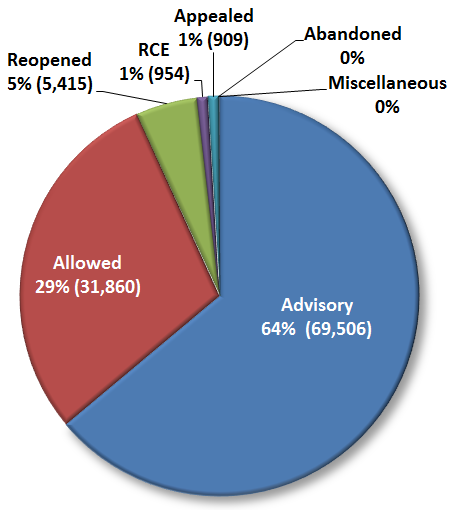 Appealed
1% (909)
Abandoned
0%
RCE
1% (954)
Reopened
5% (5,415)
Miscellaneous
0%
Allowed
29% (31,860)
Advisory
64%  (69,506)